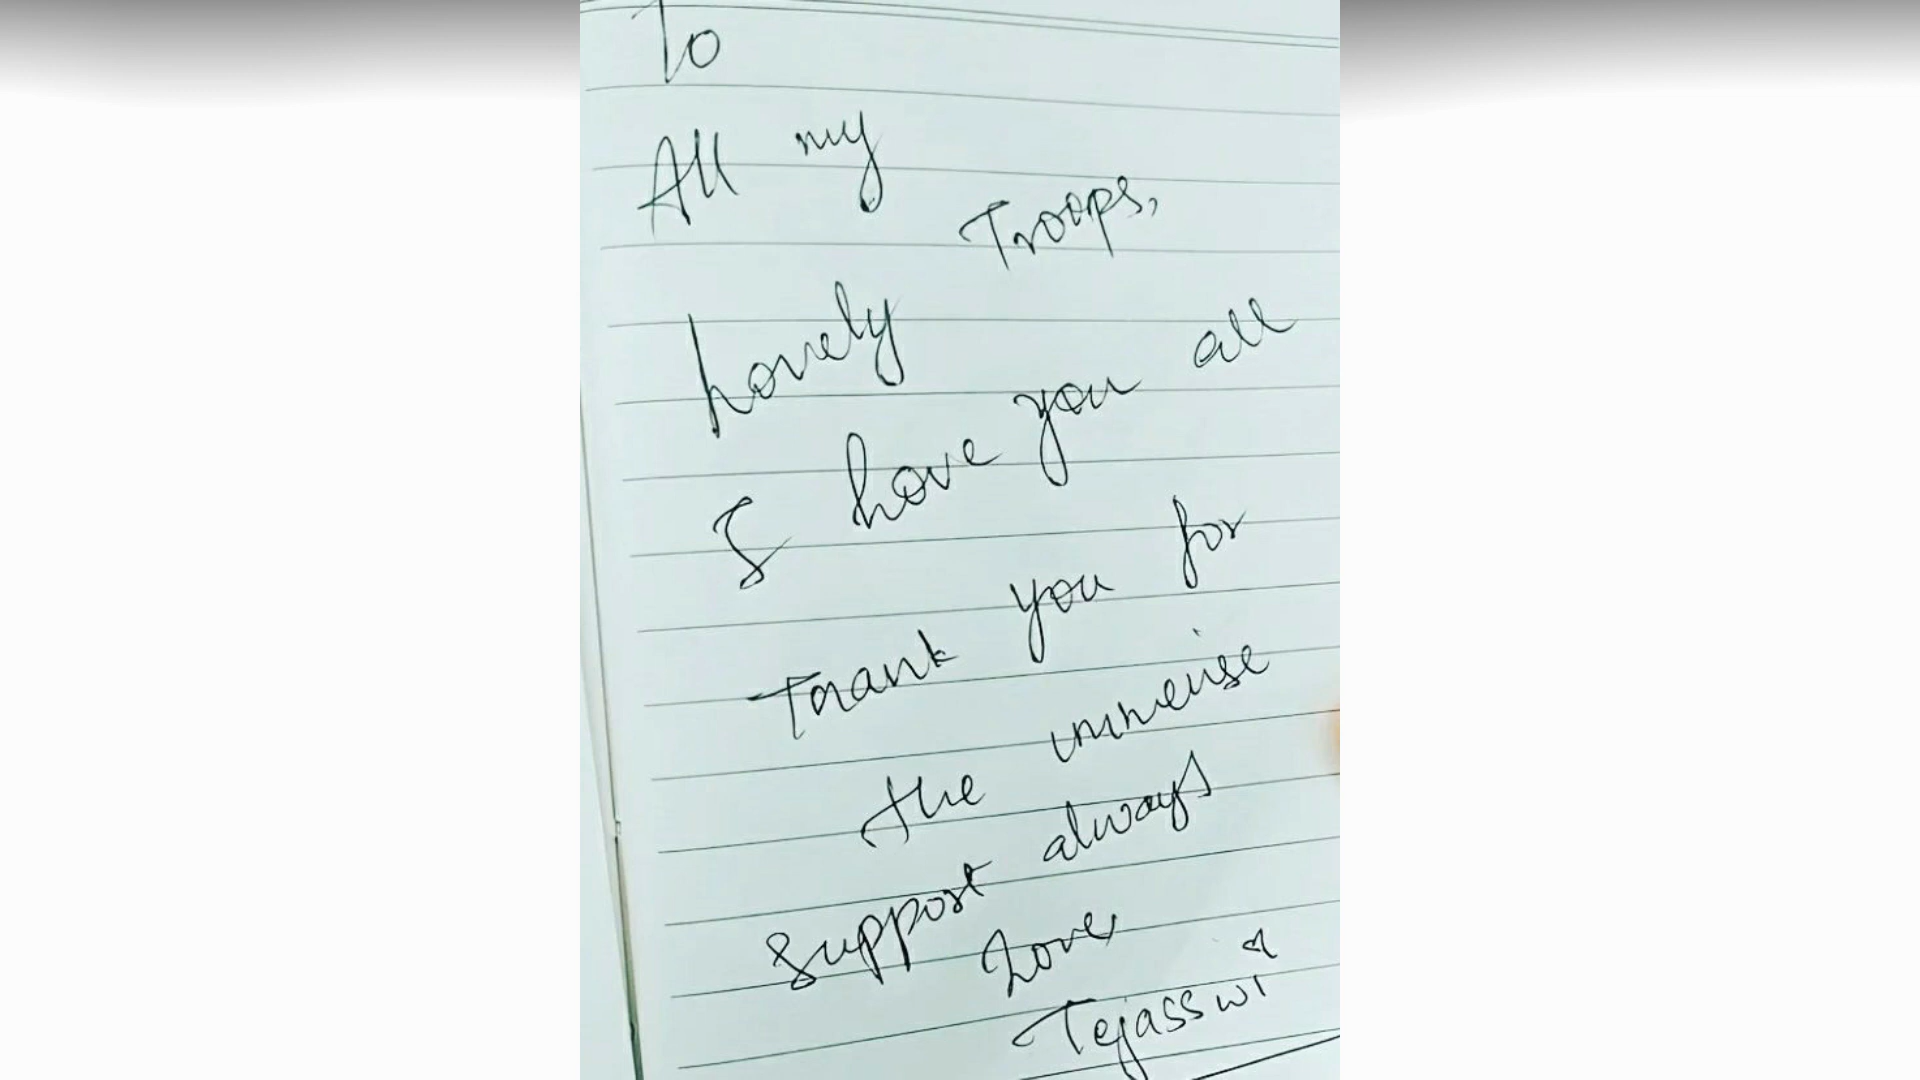 To
All my
Lovely Troops,
I Love you all
Thank you for
the immense
support always
Love,
Tejasswi